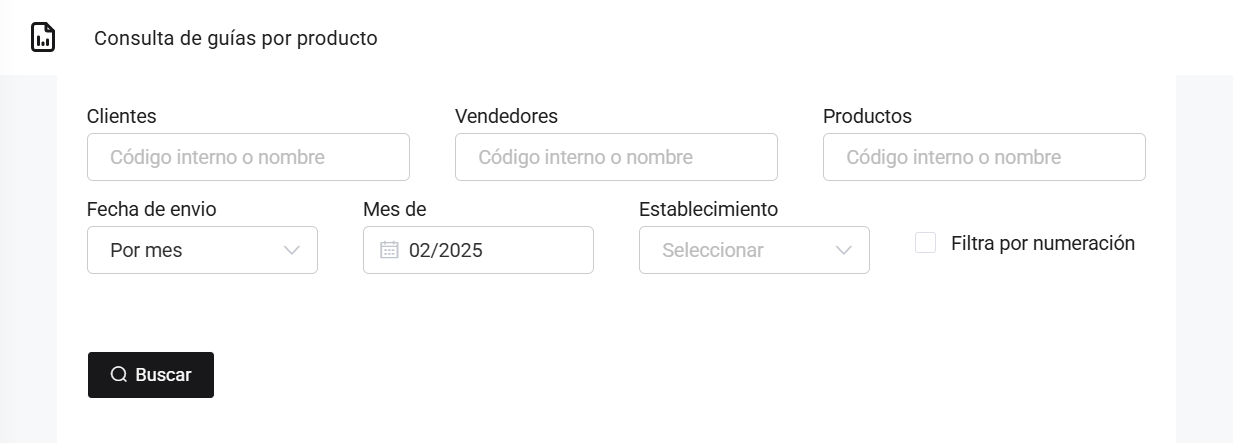 Consulta de guías por producto
Clientes
Vendedores
Productos
Código interno o nombre
Código interno o nombre
Código interno o nombre
Fecha de envio
Mes de
Establecimiento
Por mes
02/2025
Seleccionar
Filtra por numeración
Buscar